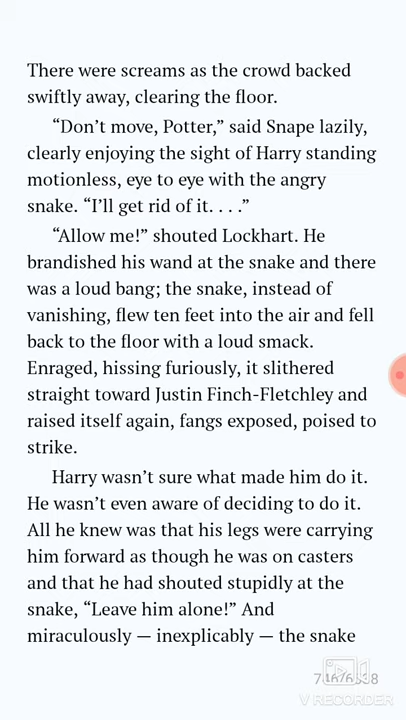 There were screams as the crowd backed
swiftly away, clearing the floor.
“Don’t move, Potter,” said Snape lazily,
clearly enjoying the sight of Harry standing
motionless, eye to eye with the angry
snake. “I’ll get rid of it. . . .”
“Allow me!” shouted Lockhart. He
brandished his wand at the snake and there
was a loud bang; the snake, instead of
vanishing, flew ten feet into the air and fell
back to the floor with a loud smack.
Enraged, hissing furiously, it slithered
straight toward Justin Finch-Fletchley and
raised itself again, fangs exposed, poised to
strike.
Harry wasn’t sure what made him do it.
He wasn’t even aware of deciding to do it.
All he knew was that his legs were carrying
him forward as though he was on casters
and that he had shouted stupidly at the
snake, “Leave him alone!” And
miraculously — inexplicably — the snake
V RECORDER